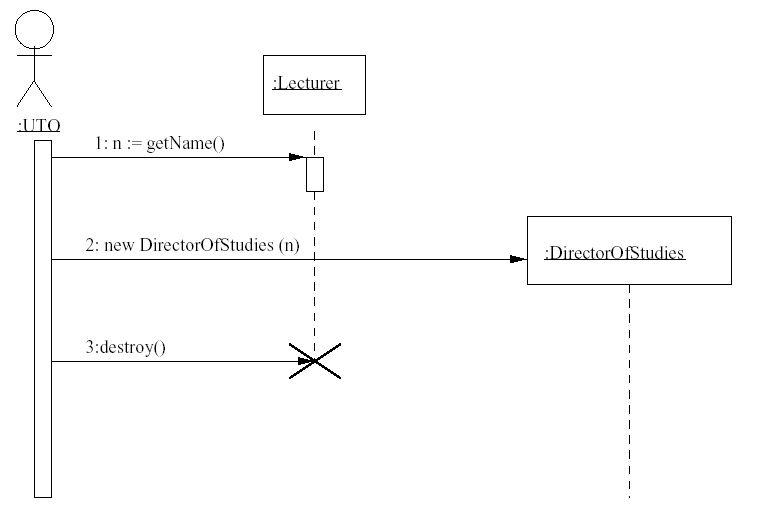 :Lecturer
:UTO
1: n := getName()
2: new DirectorOfStudies (n)
:DirectorOfStudies
3:destroy()